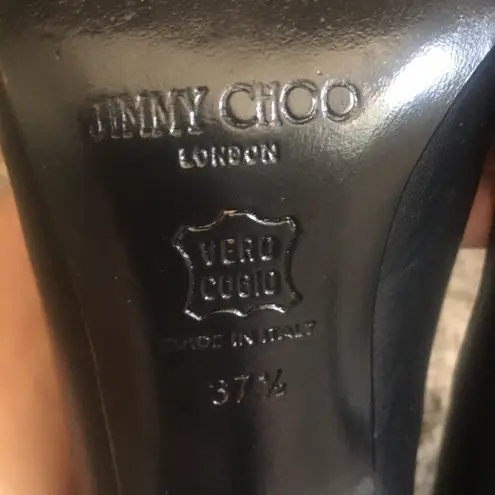 JIMMY CHOO
LONDON
VERO
CUOIO
MADE IN ITALY
37½